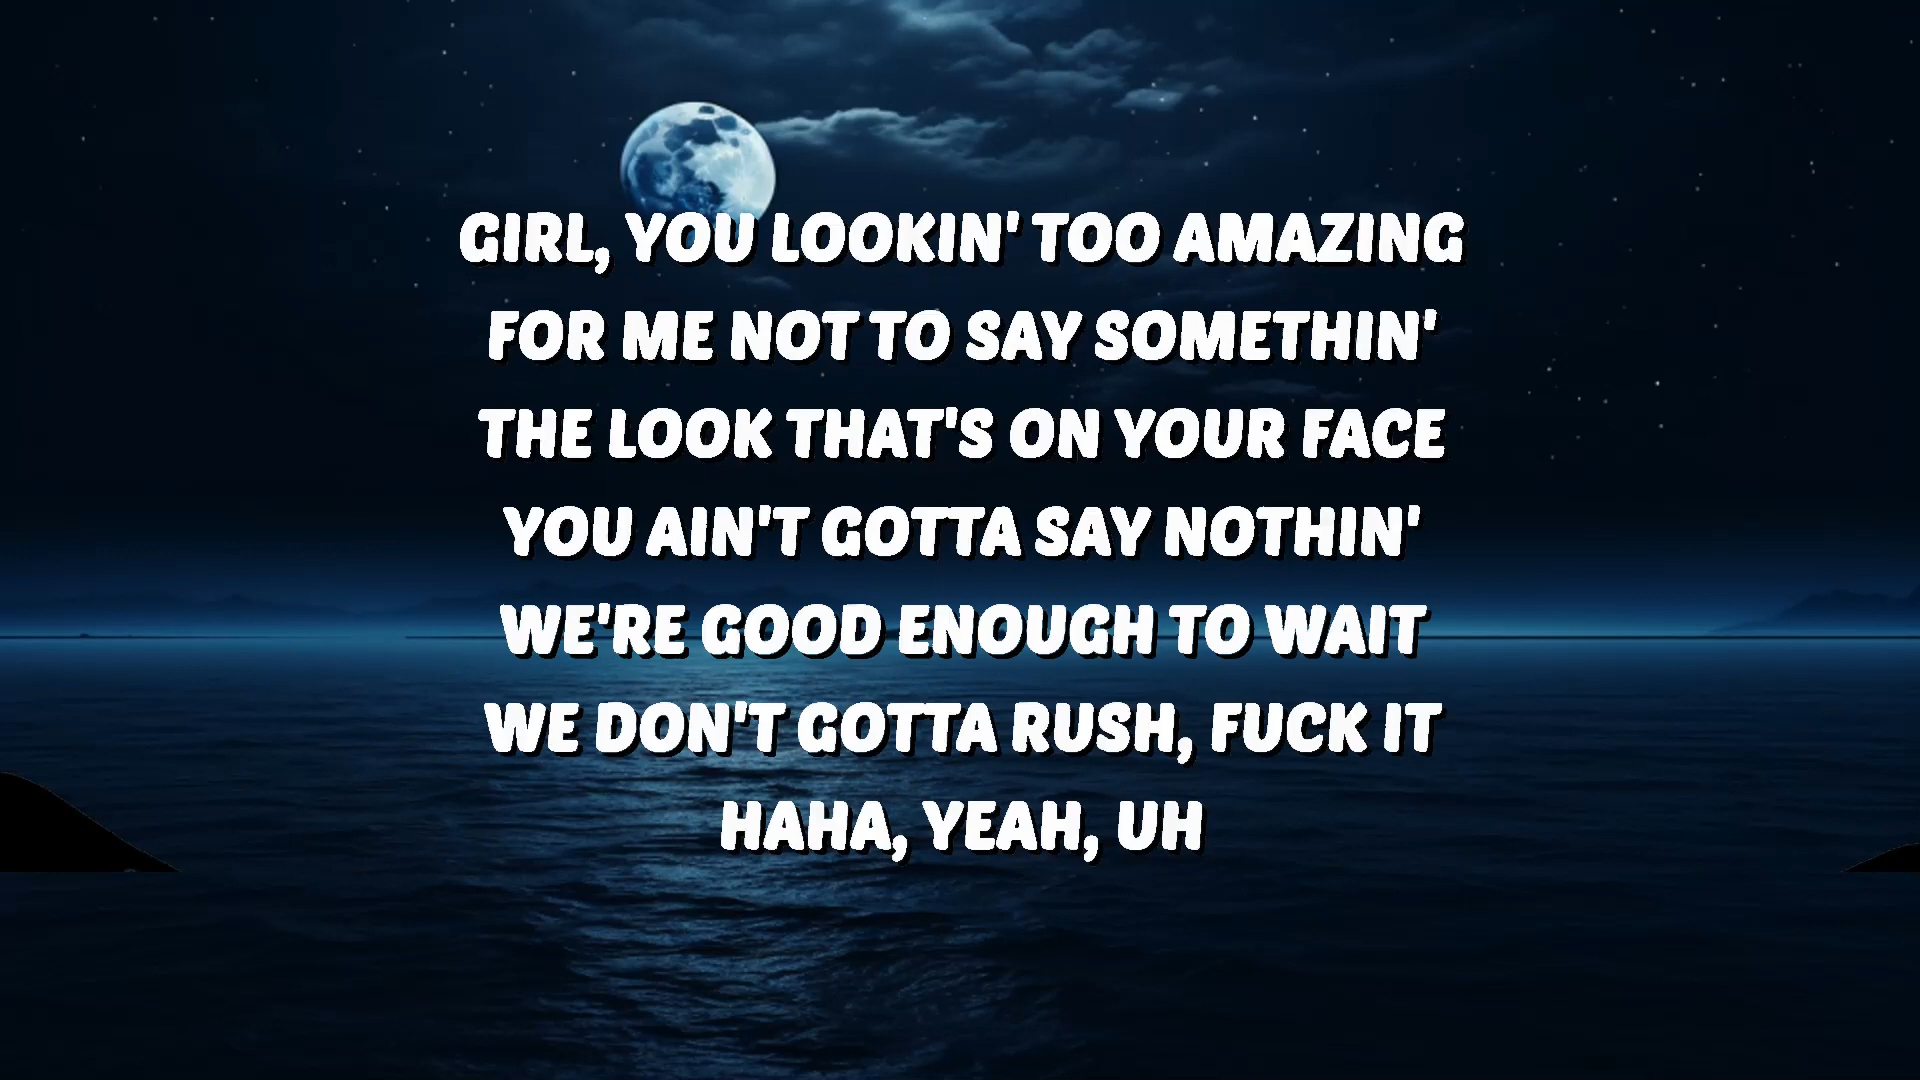 GIRL, YOU LOOKIN' TOO AMAZING
FOR ME NOT TO SAY SOMETHIN'
THE LOOK THAT'S ON YOUR FACE
YOU AIN'T GOTTA SAY NOTHIN'
WE'RE GOOD ENOUGH TO WAIT
WE DON'T GOTTA RUSH, FUCK IT
HAHA, YEAH, UH